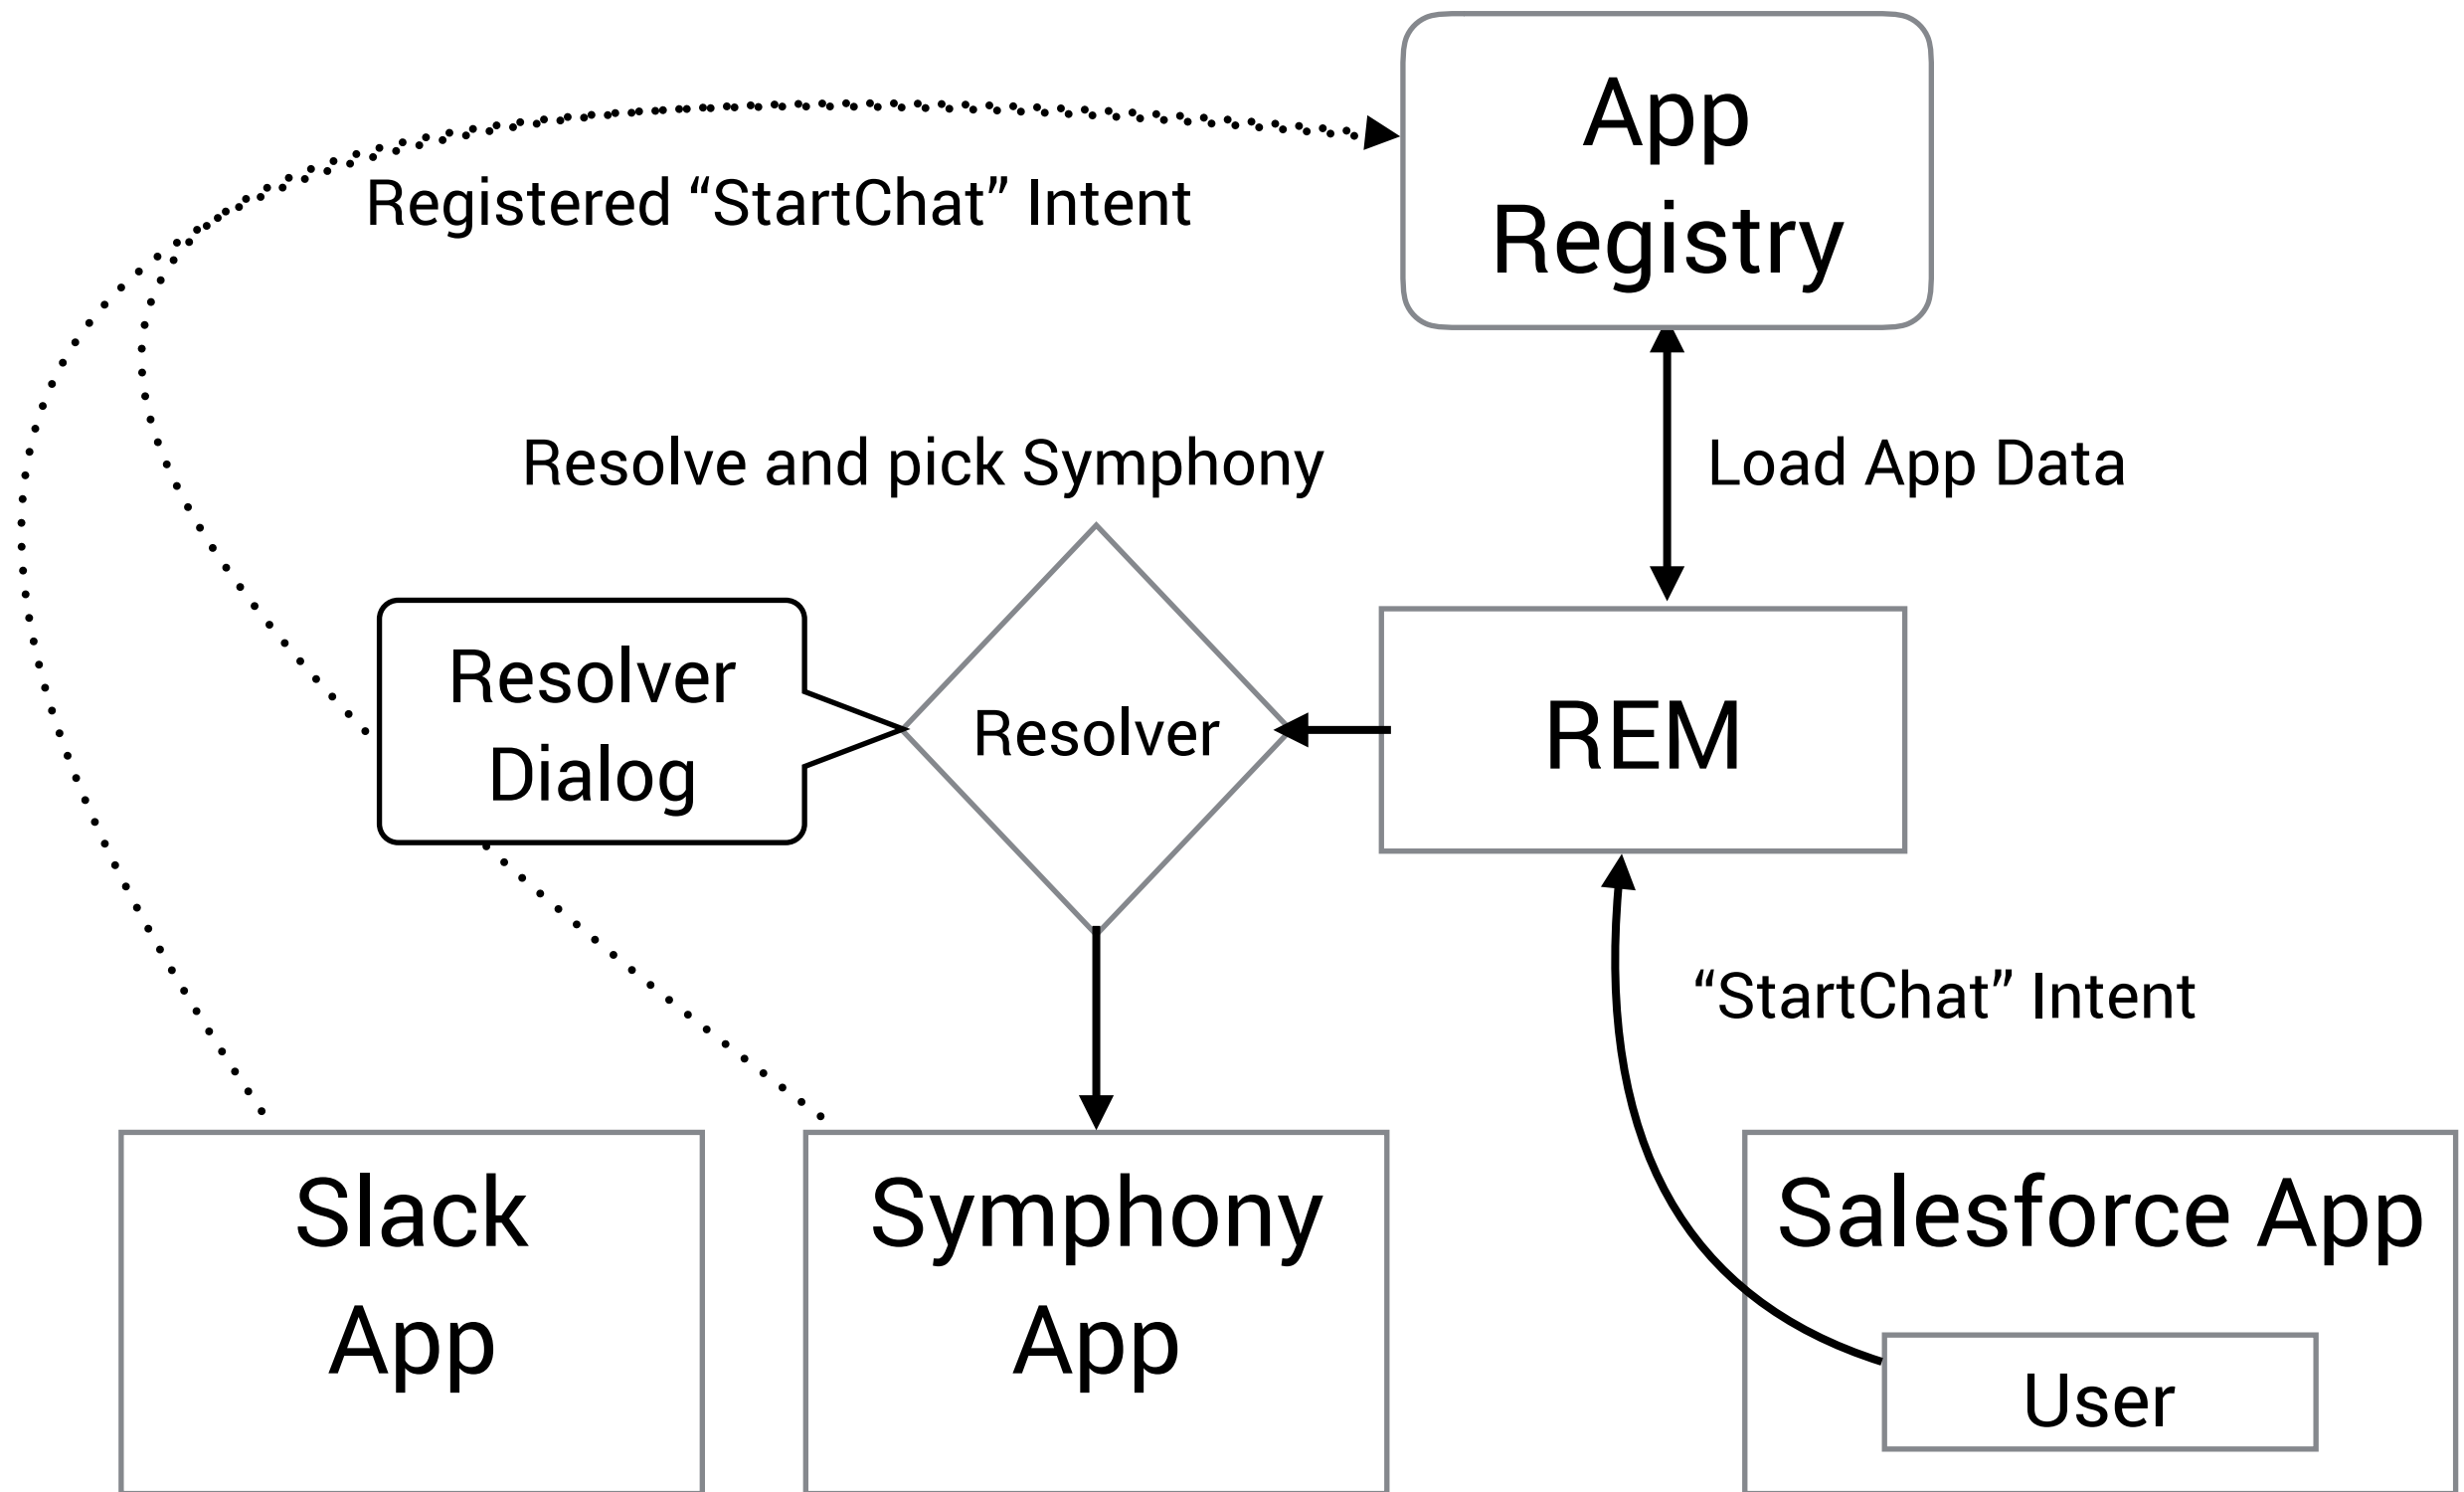 App
Registry
Registered “StartChat” Intent
Resolve and pick Symphony
Load App Data
Resolver
Dialog
Resolver
REM
“StartChat” Intent
Slack
App
Symphony
App
Salesforce App
User